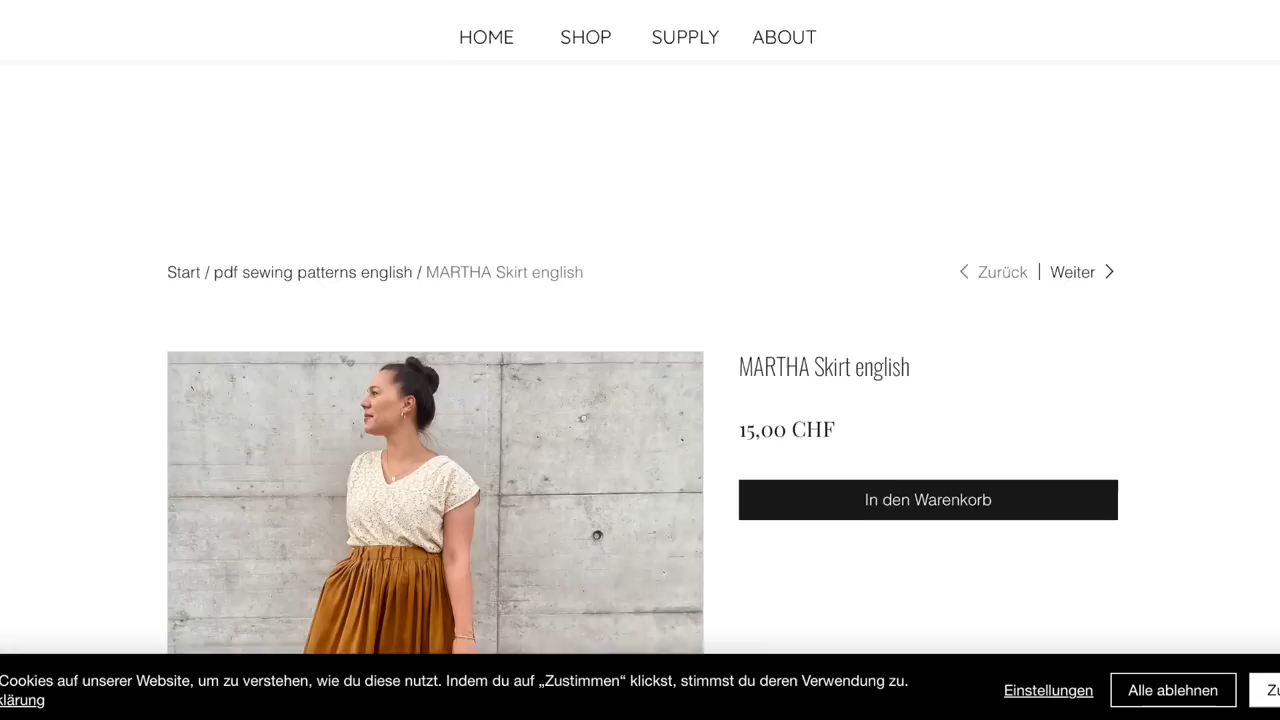 HOME SHOP SUPPLY ABOUT
Start / pdf sewing patterns english / MARTHA Skirt english
Zurück | Weiter
MARTHA Skirt english
15,00 CHF
In den Warenkorb
Cookies auf unserer Website, um zu verstehen, wie du diese nutzt. Indem du auf „Zustimmen“ klickst, stimmst du deren Verwendung zu.
Einstellungen
Alle ablehnen